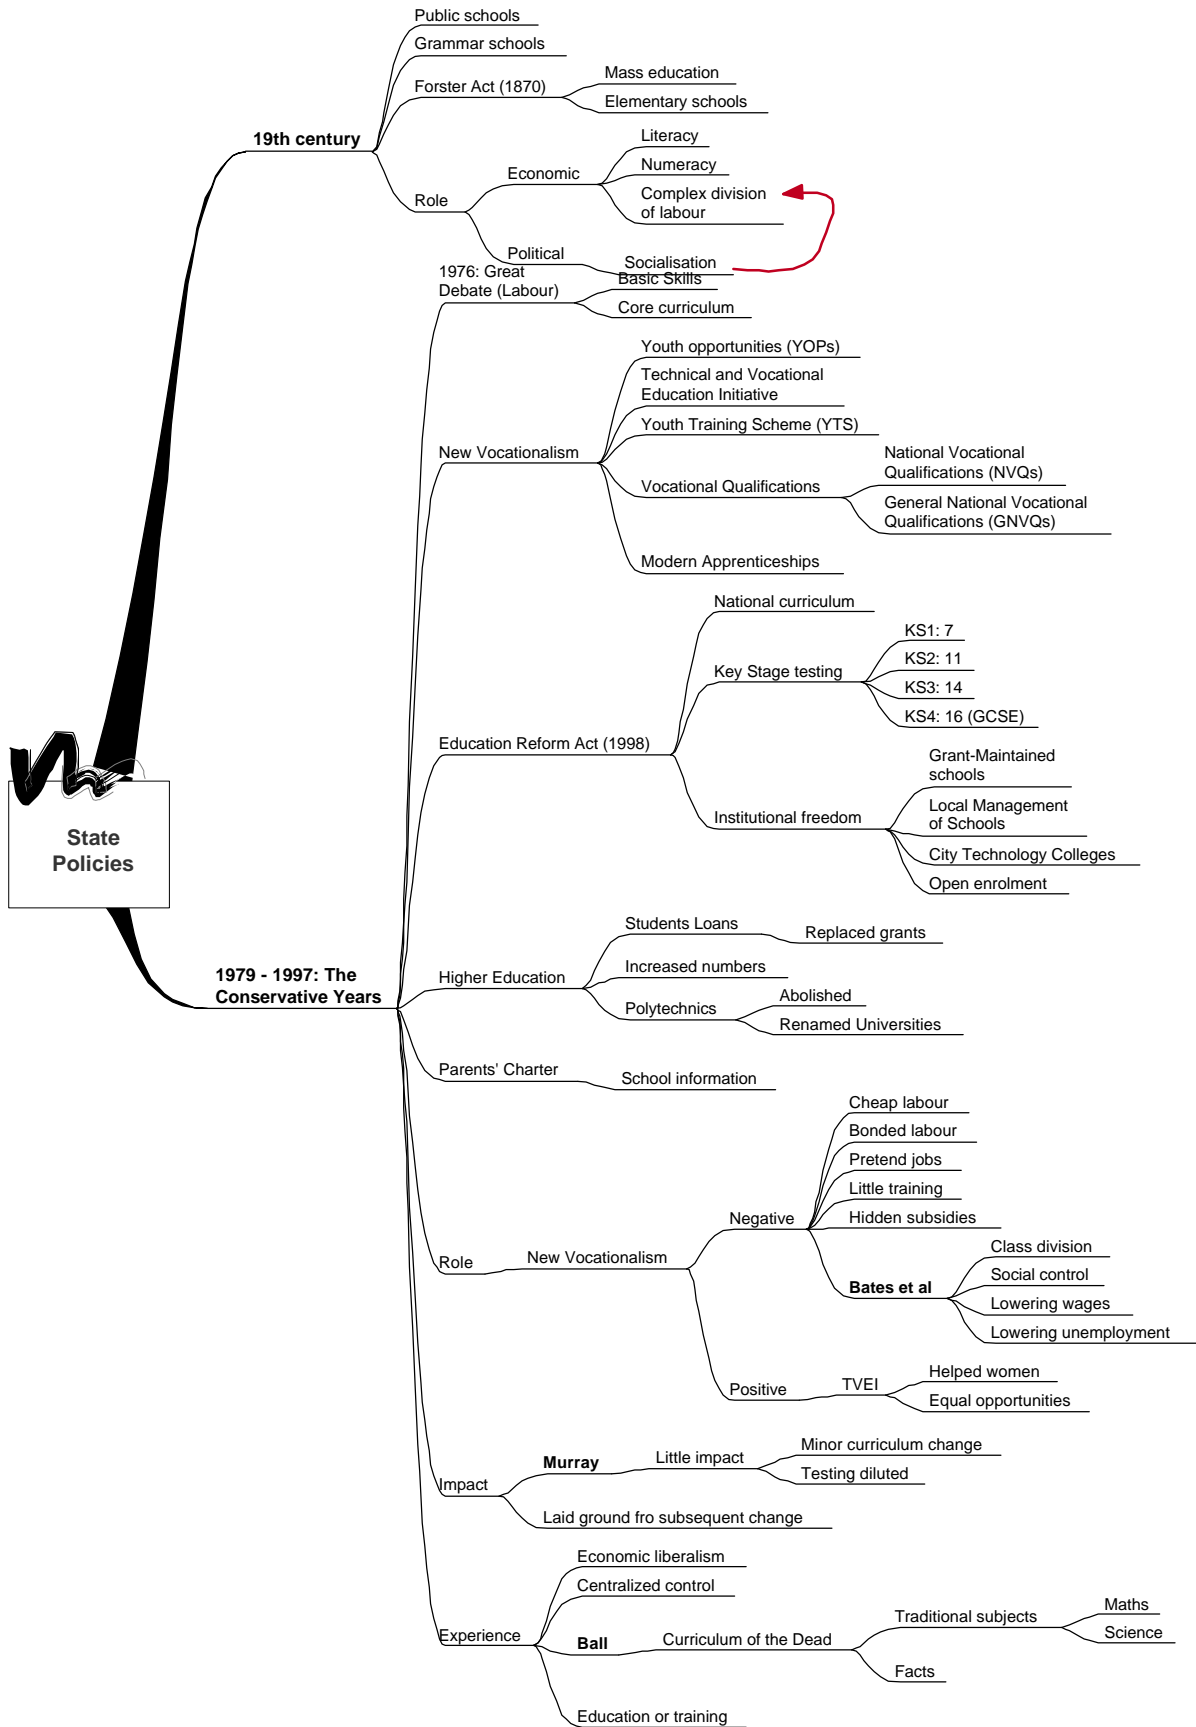 Public schools
Grammar schools
Forster Act (1870)
Mass education
Elementary schools
19th century
Role
Economic
Literacy
Numeracy
Complex division
of labour
Political
Socialisation
1976: Great
Debate (Labour)
Basic Skills
Core curriculum
New Vocationalism
Youth opportunities (YOPs)
Technical and Vocational
Education Initiative
Youth Training Scheme (YTS)
Vocational Qualifications
National Vocational
Qualifications (NVQs)
General National Vocational
Qualifications (GNVQs)
Modern Apprenticeships
Education Reform Act (1998)
National curriculum
Key Stage testing
KS1: 7
KS2: 11
KS3: 14
KS4: 16 (GCSE)
Institutional freedom
Grant-Maintained
schools
Local Management
of Schools
City Technology Colleges
Open enrolment
State
Policies
1979 - 1997: The
Conservative Years
Higher Education
Students Loans
Replaced grants
Increased numbers
Polytechnics
Abolished
Renamed Universities
Parents' Charter
School information
Role
New Vocationalism
Negative
Cheap labour
Bonded labour
Pretend jobs
Little training
Hidden subsidies
Bates et al
Class division
Social control
Lowering wages
Lowering unemployment
Positive
TVEI
Helped women
Equal opportunities
Impact
Murray
Little impact
Minor curriculum change
Testing diluted
Laid ground fro subsequent change
Experience
Economic liberalism
Centralized control
Ball
Curriculum of the Dead
Traditional subjects
Maths
Science
Facts
Education or training